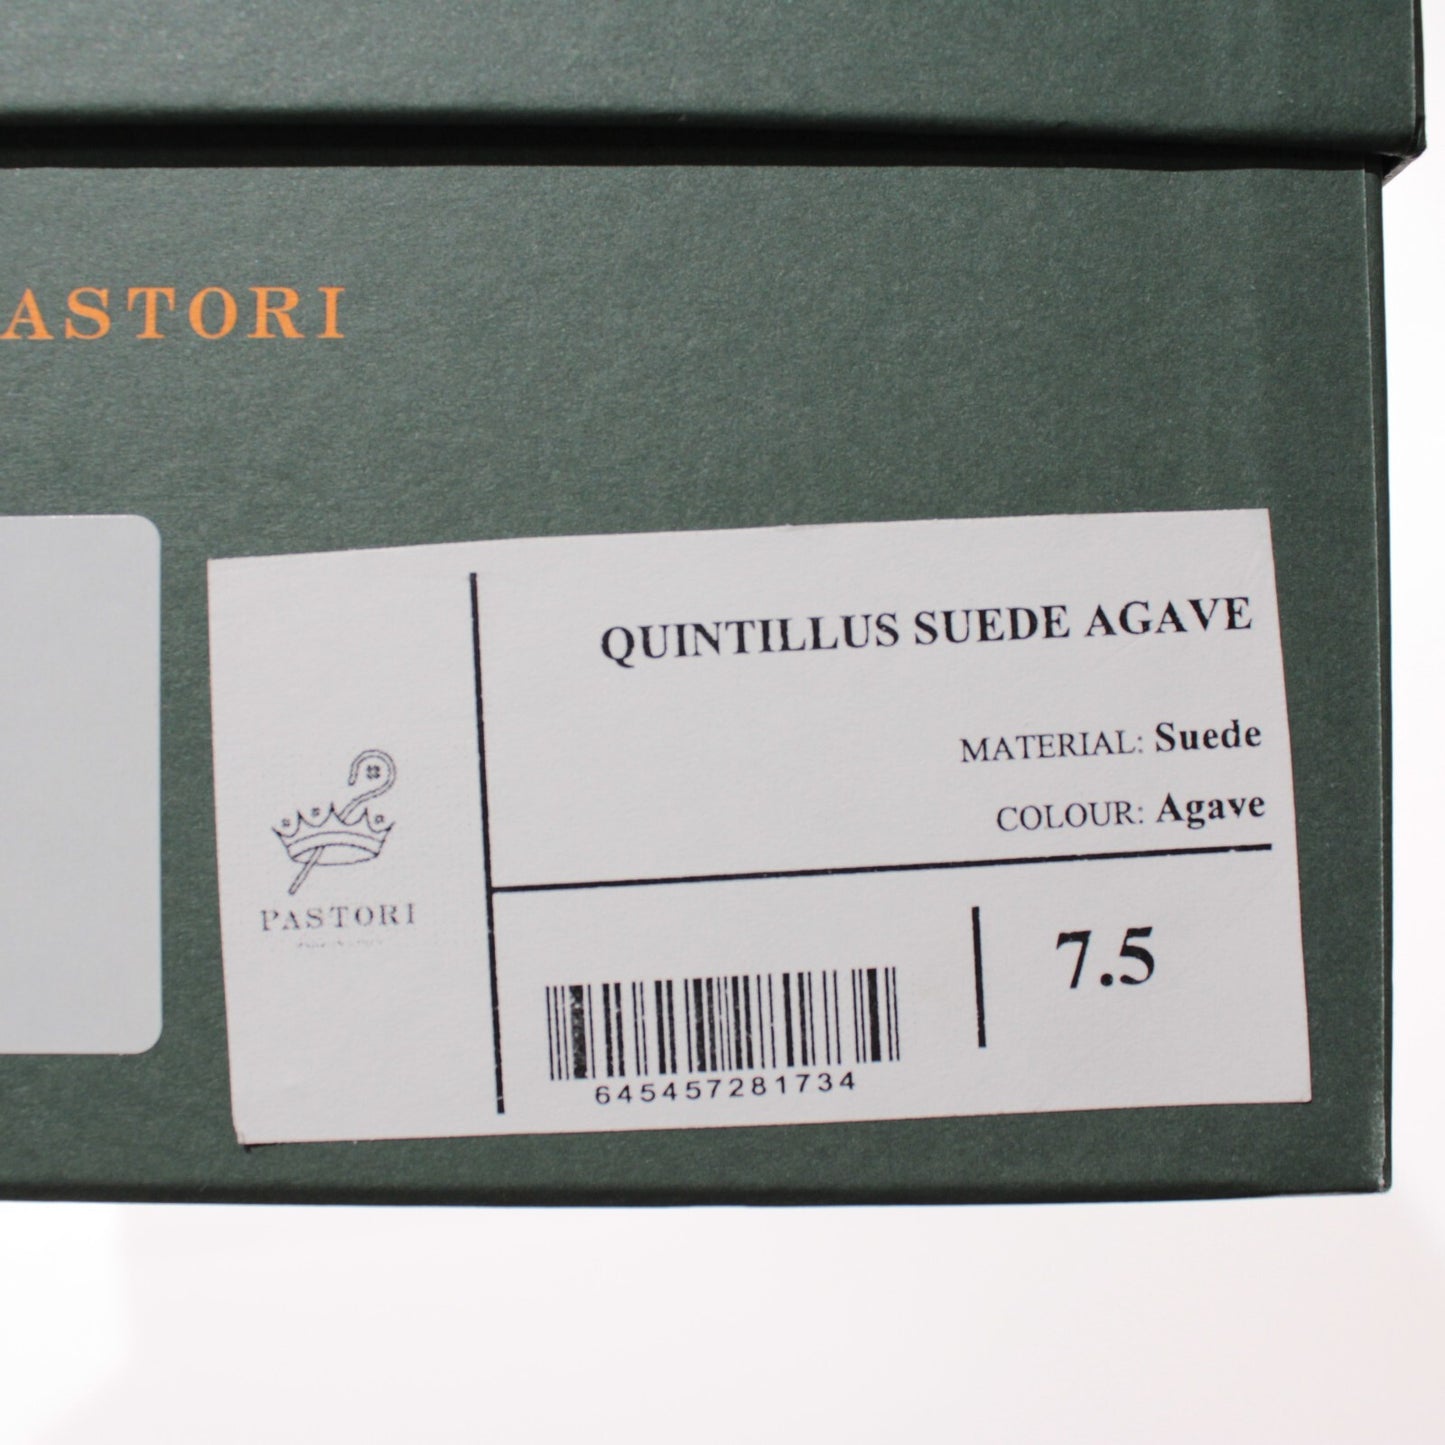 ASTORI
QUINTILLUS SUEDE AGAVE
MATERIAL: Suede
COLOUR: Agave
PASTORI
7.5
645457281734